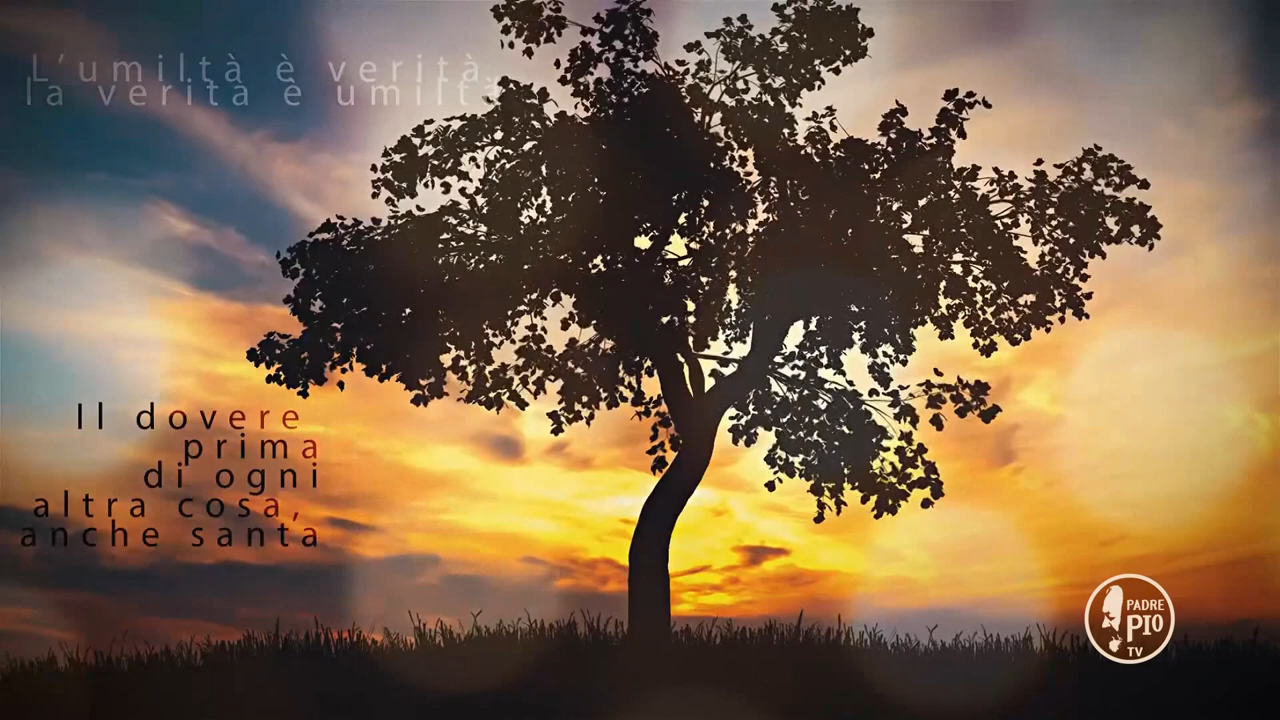 L'umiltà è verità,
la verità è umiltà
Il dovere
prima
di ogni
altra cosa,
anche santa
PADRE
PIO
TV